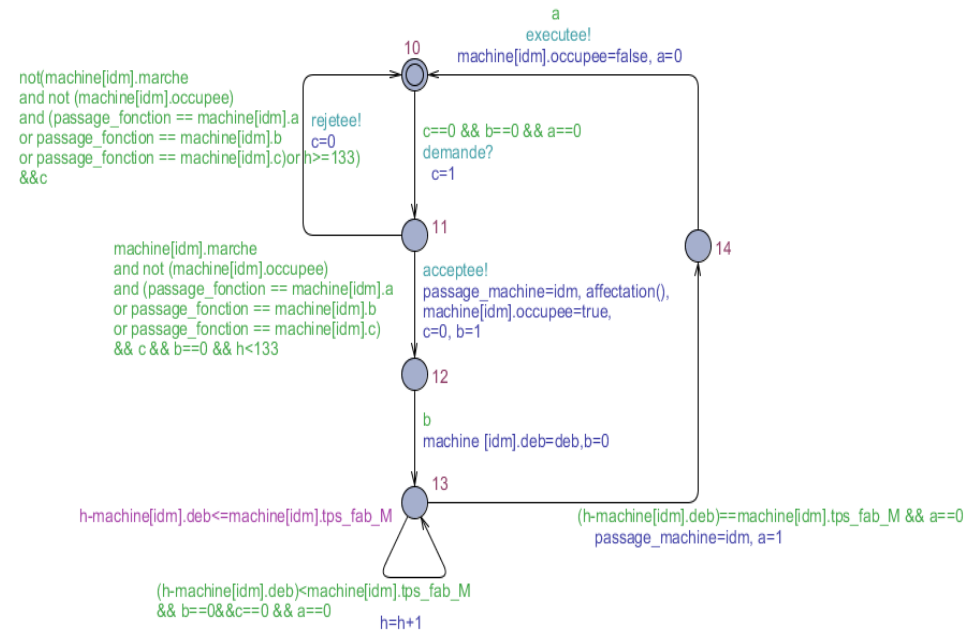 a
executee!
machine[idm].occupee=false, a=0
10
not(machine[idm].marche
and not (machine[idm].occupee)
and (passage_fonction == machine[idm].a
or passage_fonction == machine[idm].b
or passage_fonction == machine[idm].c)or h>=133)
&&c
rejetee!
c=0
c==0 && b==0 && a==0
demande?
c=1
11
14
machine[idm].marche
and not (machine[idm].occupee)
and (passage_fonction == machine[idm].a
or passage_fonction == machine[idm].b
or passage_fonction == machine[idm].c)
&& c && b==0 && h<133
acceptee!
passage_machine=idm, affectation(),
machine[idm].occupee=true,
c=0, b=1
12
b
machine [idm].deb=deb,b=0
13
h-machine[idm].deb<=machine[idm].tps_fab_M
(h-machine[idm].deb)==machine[idm].tps_fab_M && a==0
passage_machine=idm, a=1
(h-machine[idm].deb)<machine[idm].tps_fab_M
&& b==0&&c==0 && a==0
h=h+1